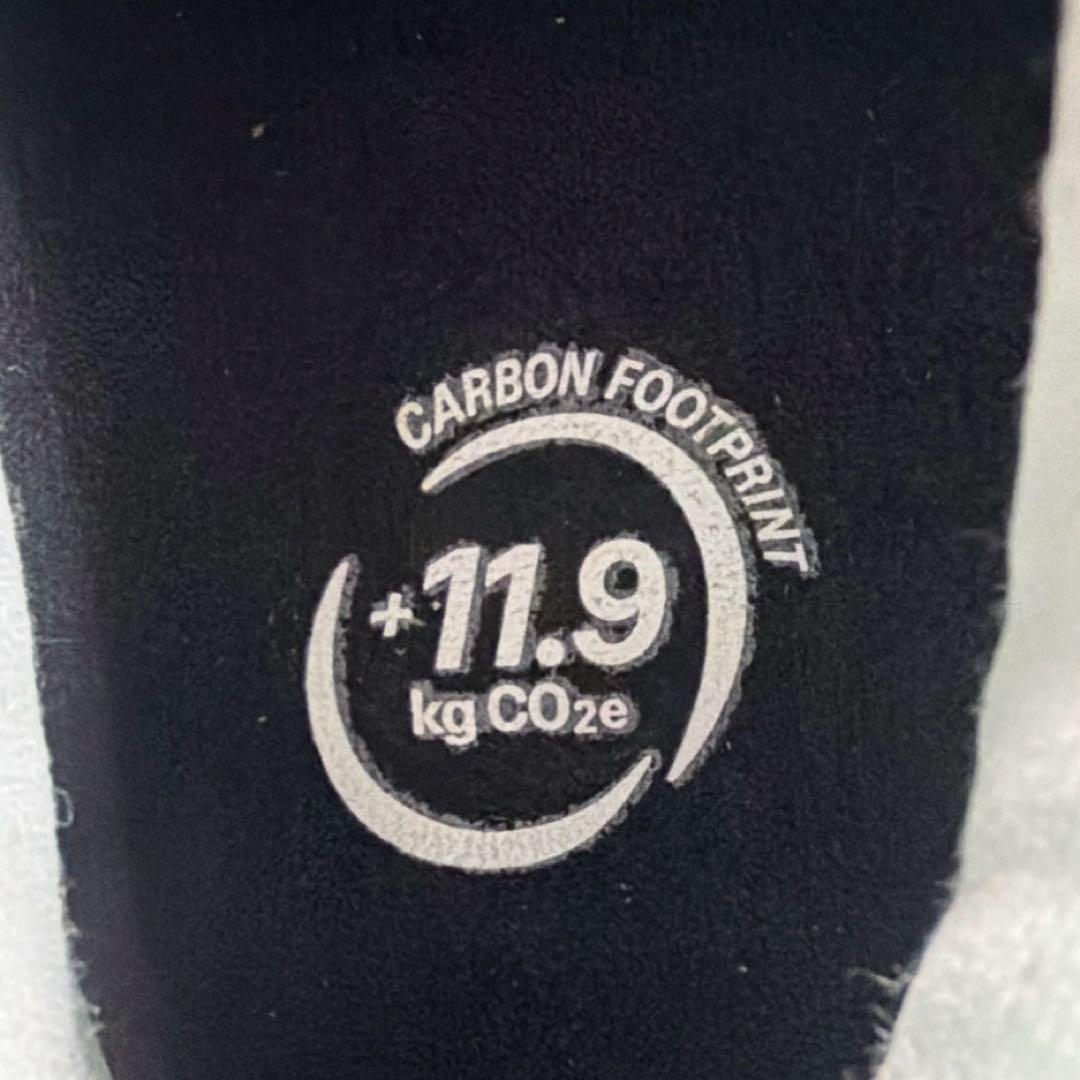 CARBON FOOTPRINT
+11.9
kg CO2e